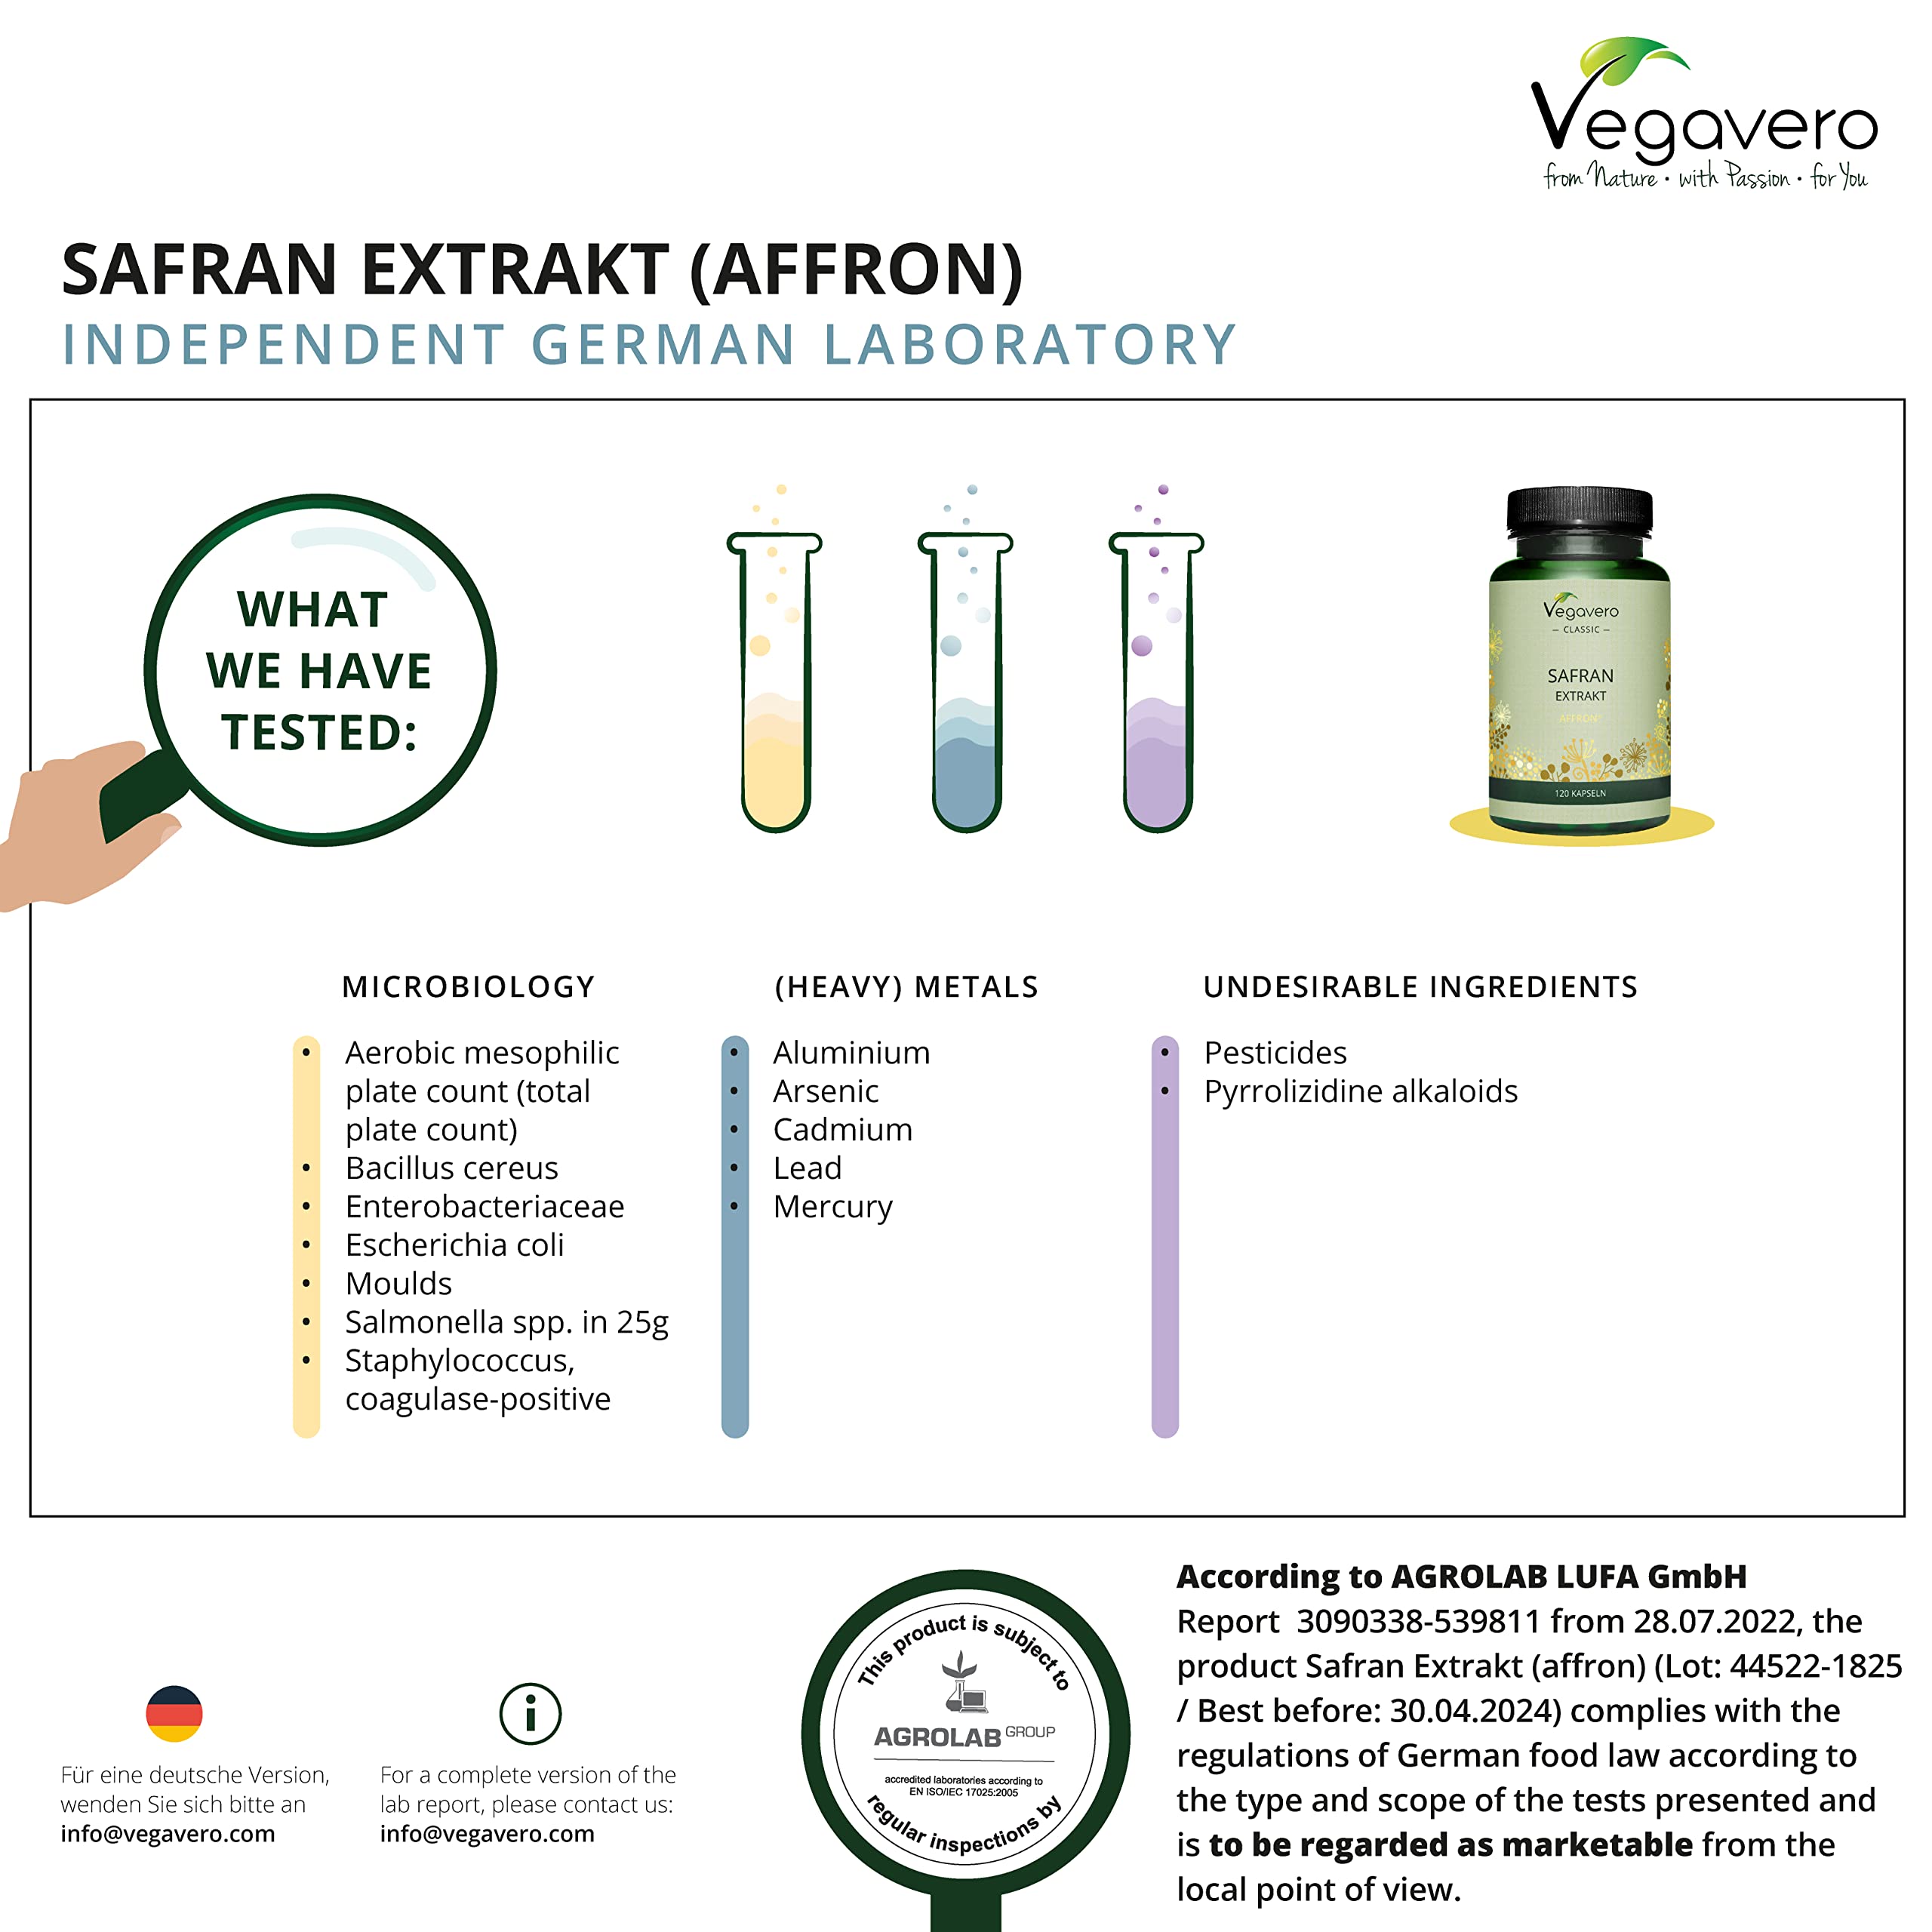 Vegavero
from Nature • with Passion • for You
SAFRAN EXTRAKT (AFFRON)
INDEPENDENT GERMAN LABORATORY
WHAT
WE HAVE
TESTED:
Vegavero
– CLASSIC –
SAFRAN
EXTRAKT
AFFRON®
120 KAPSELN
MICROBIOLOGY
• Aerobic mesophilic
plate count (total
plate count)
• Bacillus cereus
• Enterobacteriaceae
• Escherichia coli
• Moulds
• Salmonella spp. in 25g
• Staphylococcus,
coagulase-positive
(HEAVY) METALS
• Aluminium
• Arsenic
• Cadmium
• Lead
• Mercury
UNDESIRABLE INGREDIENTS
• Pesticides
• Pyrrolizidine alkaloids
Für eine deutsche Version,
wenden Sie sich bitte an
info@vegavero.com
i
For a complete version of the
lab report, please contact us:
info@vegavero.com
This product is subject to
AGROLAB GROUP
accredited laboratories according to
EN ISO/IEC 17025:2005
regular inspections by
According to AGROLAB LUFA GmbH
Report 3090338-539811 from 28.07.2022, the
product Safran Extrakt (affron) (Lot: 44522-1825
/ Best before: 30.04.2024) complies with the
regulations of German food law according to
the type and scope of the tests presented and
is to be regarded as marketable from the
local point of view.